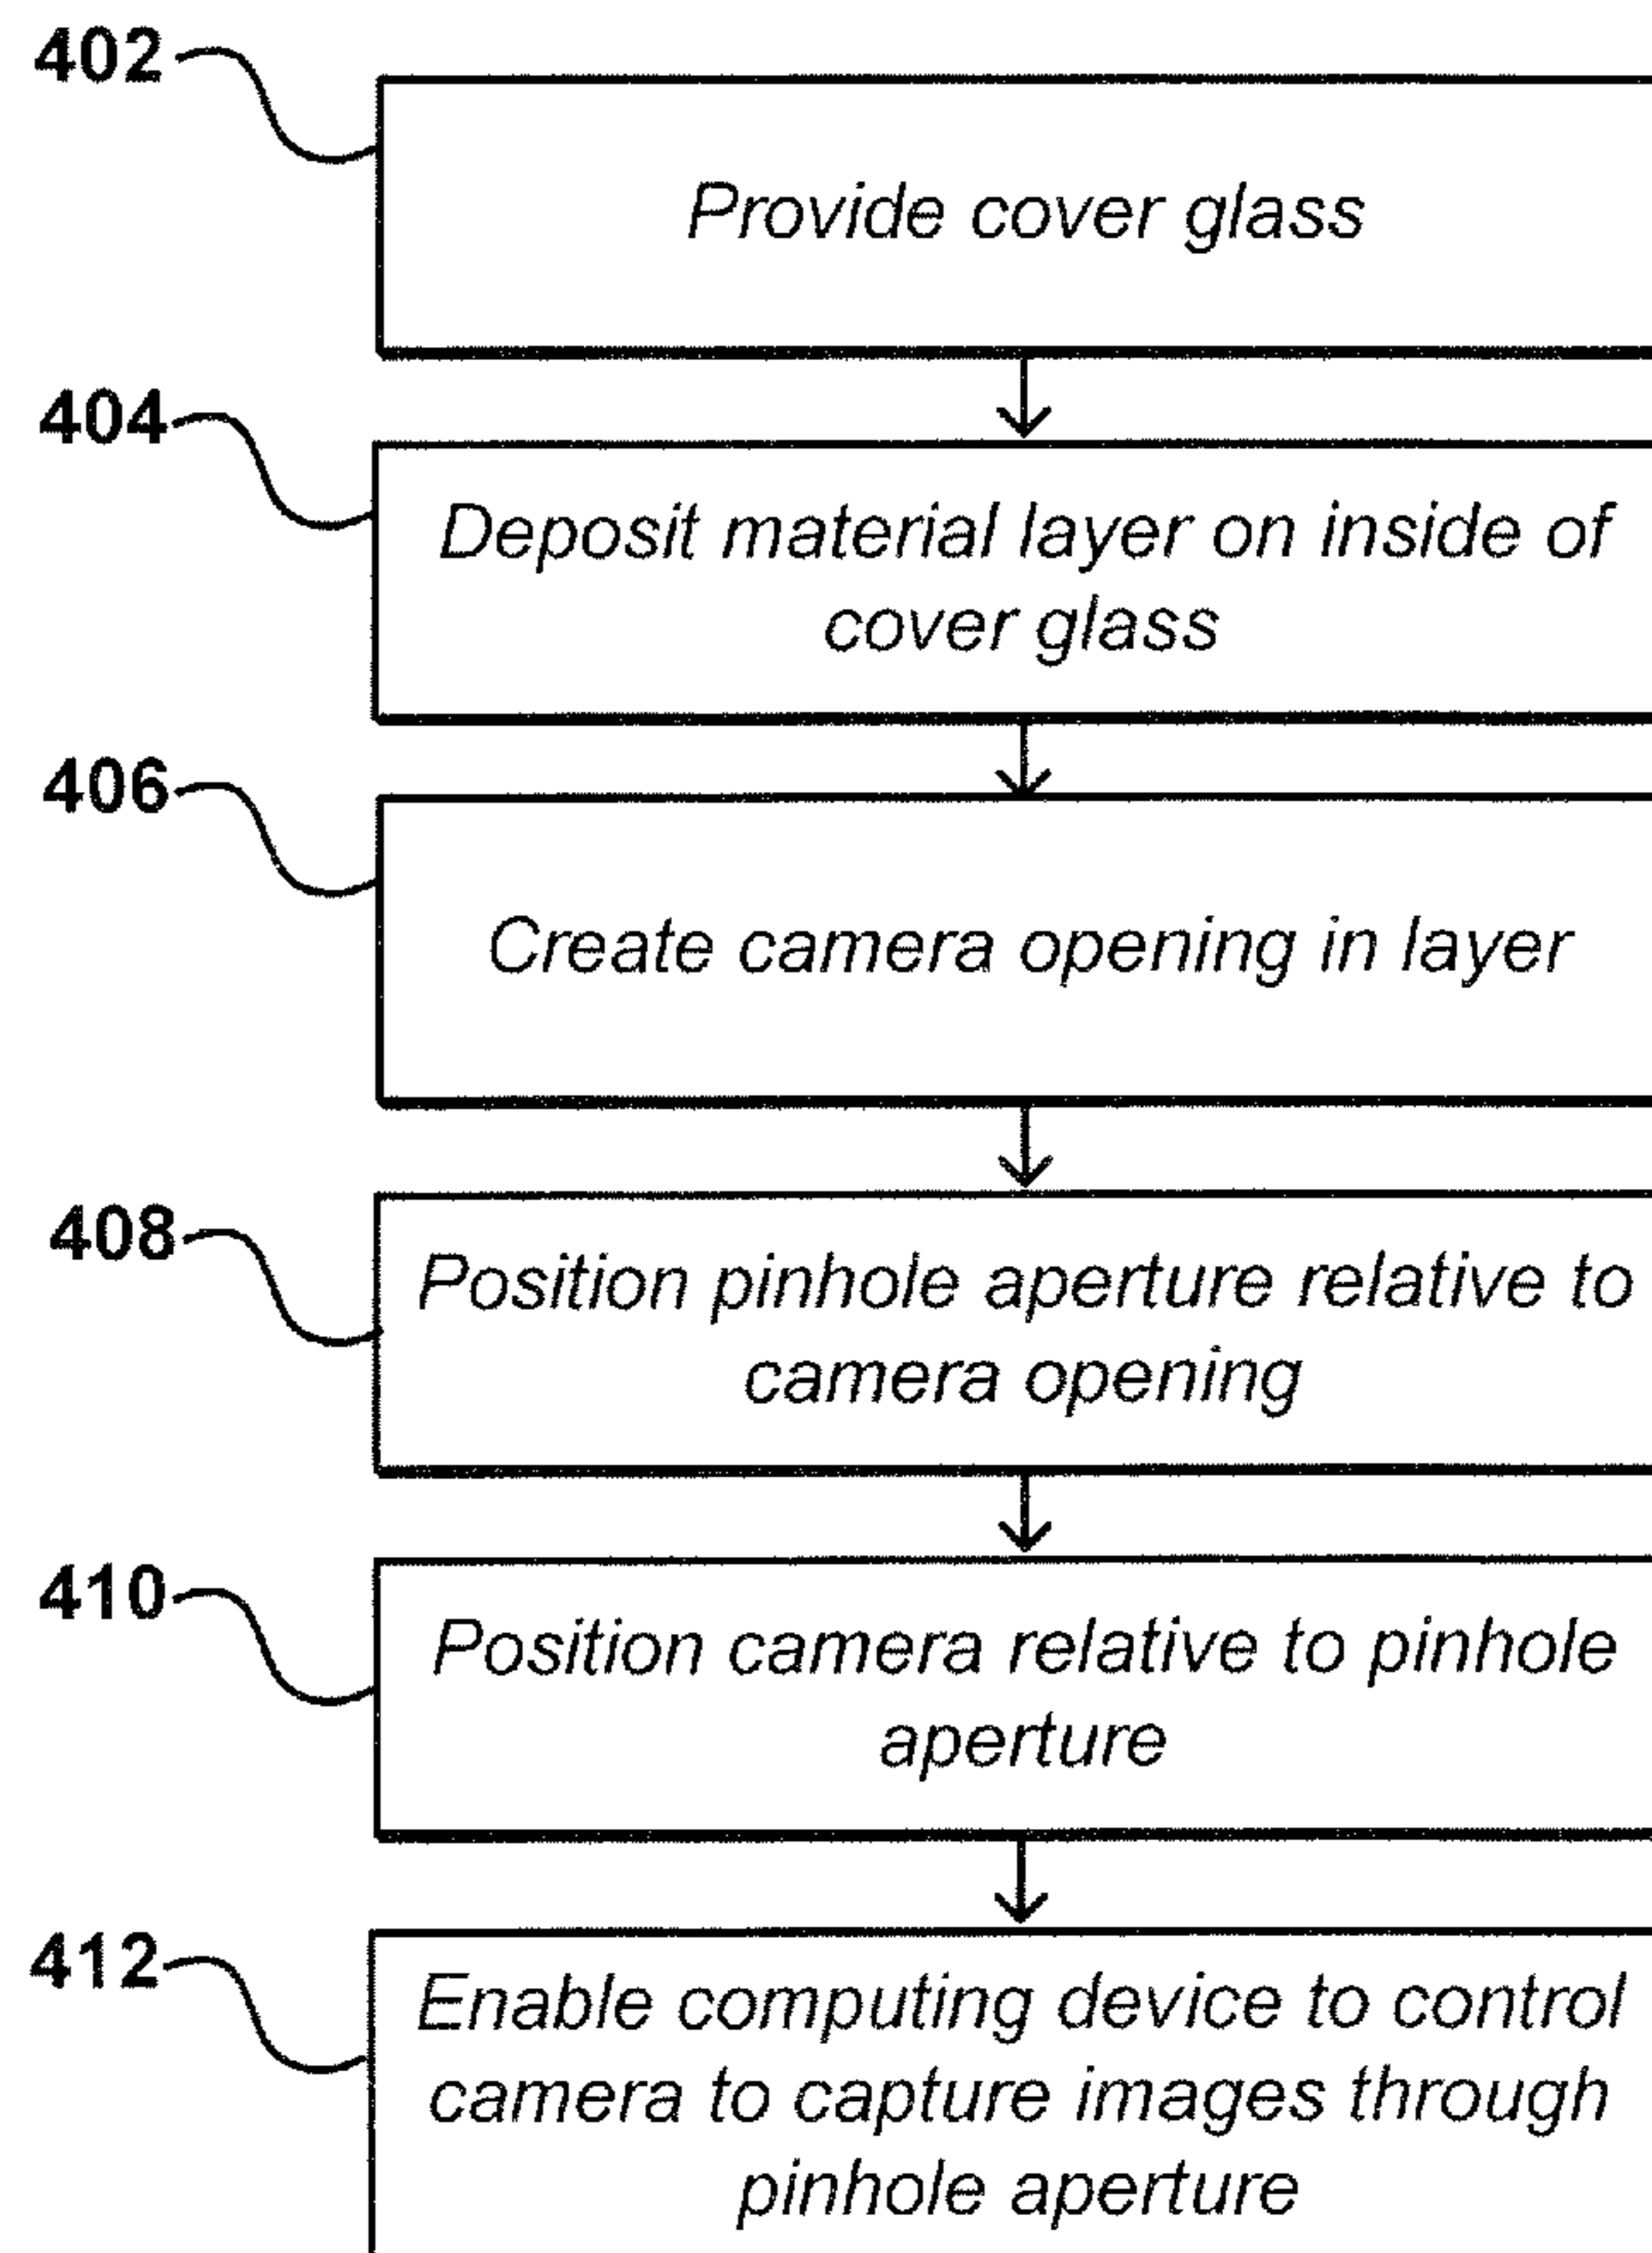 402
Provide cover glass
404
Deposit material layer on inside of
cover glass
406
Create camera opening in layer
408
Position pinhole aperture relative to
camera opening
410
Position camera relative to pinhole
aperture
412
Enable computing device to control
camera to capture images through
pinhole aperture